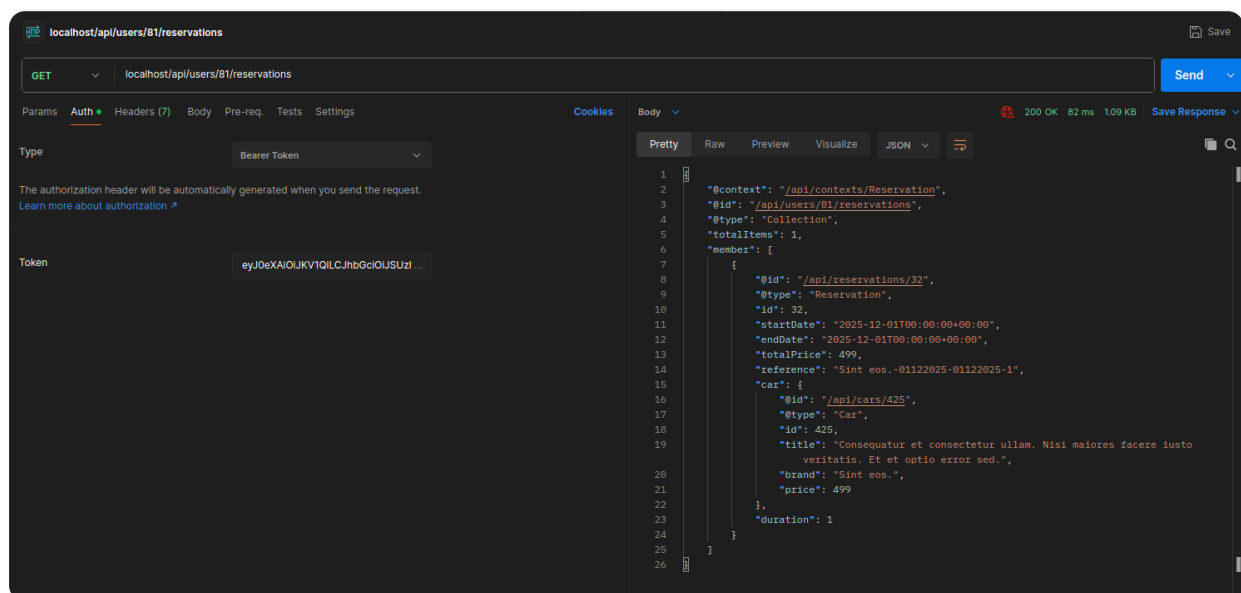 HTTP localhost/api/users/81/reservations Save
GET localhost/api/users/81/reservations Send
Params Auth Headers (7) Body Pre-req. Tests Settings Cookies
Type Bearer Token
The authorization header will be automatically generated when you send the request.
Learn more about authorization ↗
Token eyJ0eXAiOiJKV1QiLCJhbGciOiJSUzI ...
Body 200 OK 82 ms 1.09 KB Save Response
Pretty Raw Preview Visualize JSON
1 {
2 "@context": "/api/contexts/Reservation",
3 "@id": "/api/users/81/reservations",
4 "@type": "Collection",
5 "totalItems": 1,
6 "member": [
7 {
8 "@id": "/api/reservations/32",
9 "@type": "Reservation",
10 "id": 32,
11 "startDate": "2025-12-01T00:00:00+00:00",
12 "endDate": "2025-12-01T00:00:00+00:00",
13 "totalPrice": 499,
14 "reference": "Sint eos.-01122025-01122025-1",
15 "car": {
16 "@id": "/api/cars/425",
17 "@type": "Car",
18 "id": 425,
19 "title": "Consequatur et consectetur ullam. Nisi maiores facere iusto
veritatis. Et et optio error sed.",
20 "brand": "Sint eos.",
21 "price": 499
22 },
23 "duration": 1
24 }
25 ]
26 }